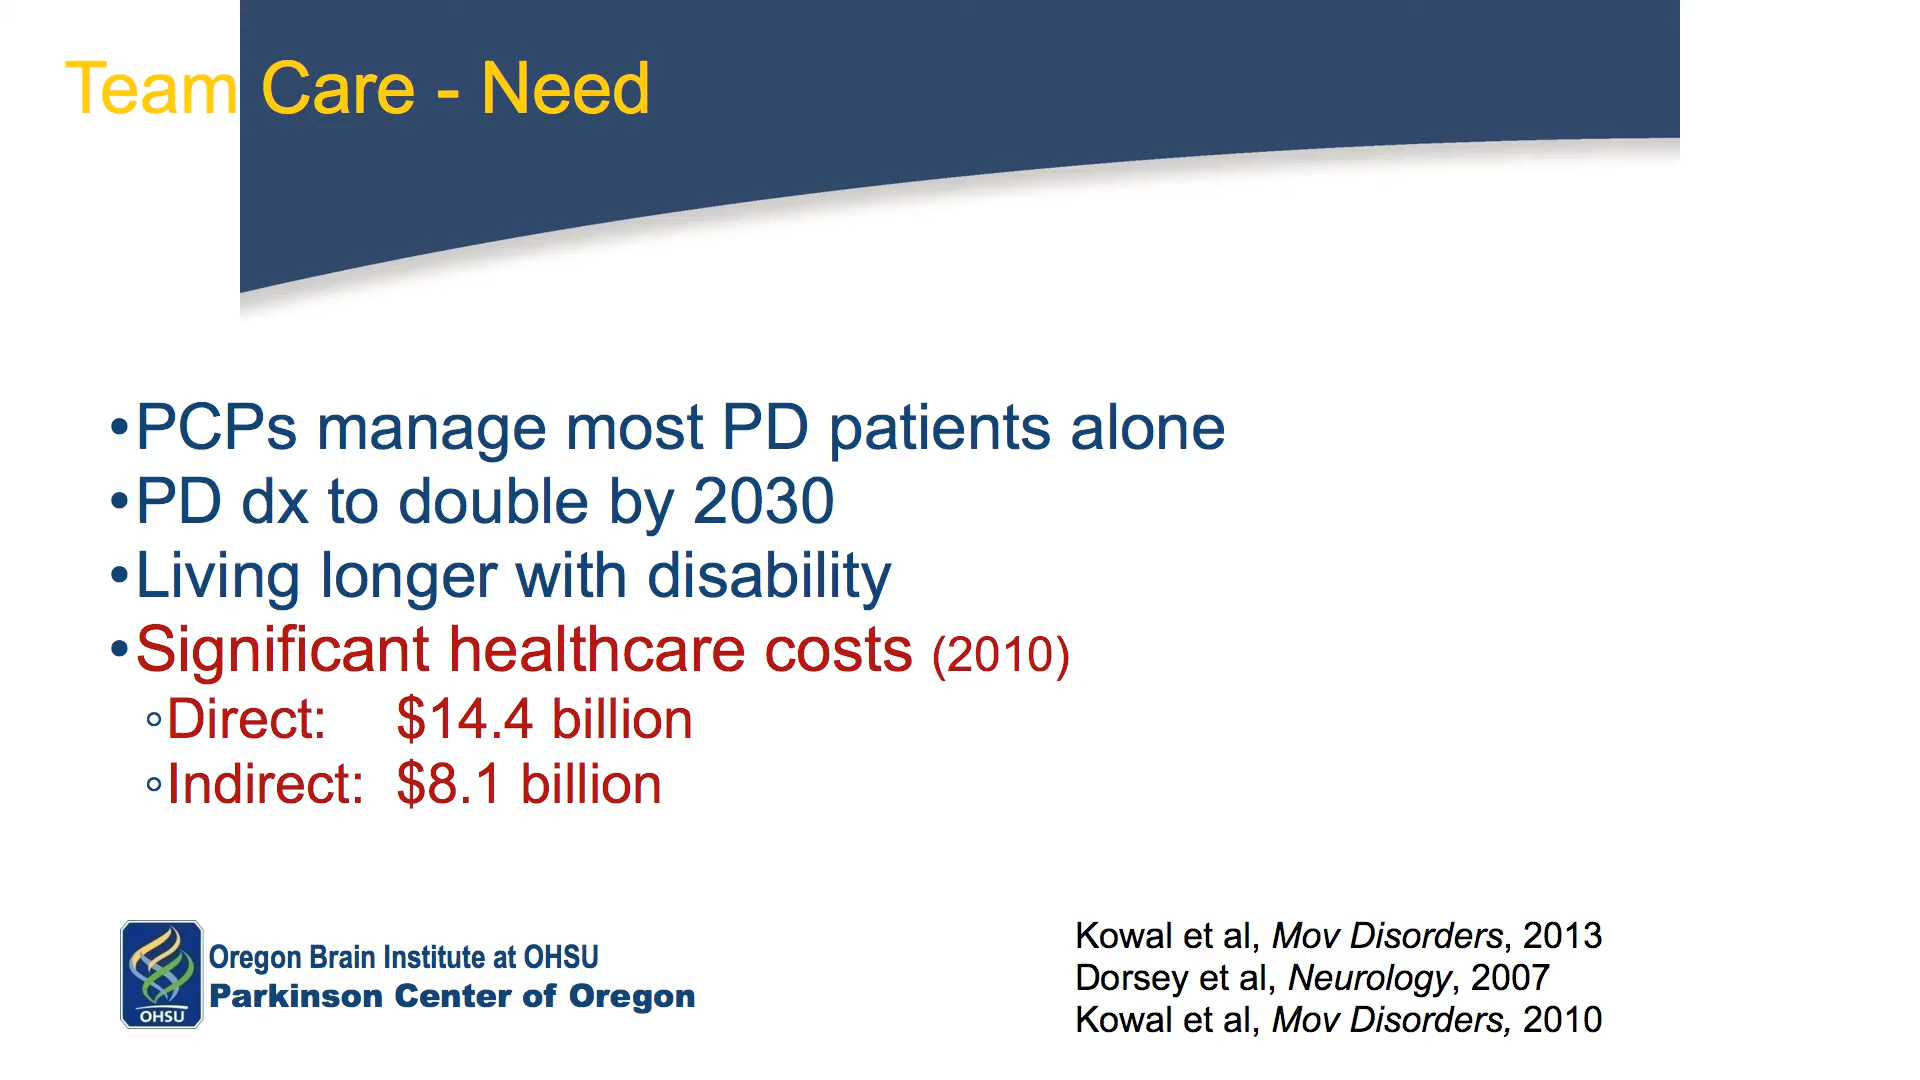 Team Care - Need
•PCPs manage most PD patients alone
•PD dx to double by 2030
•Living longer with disability
•Significant healthcare costs (2010)
◦Direct: $14.4 billion
◦Indirect: $8.1 billion
OHSU
Oregon Brain Institute at OHSU
Parkinson Center of Oregon
Kowal et al, Mov Disorders, 2013
Dorsey et al, Neurology, 2007
Kowal et al, Mov Disorders, 2010